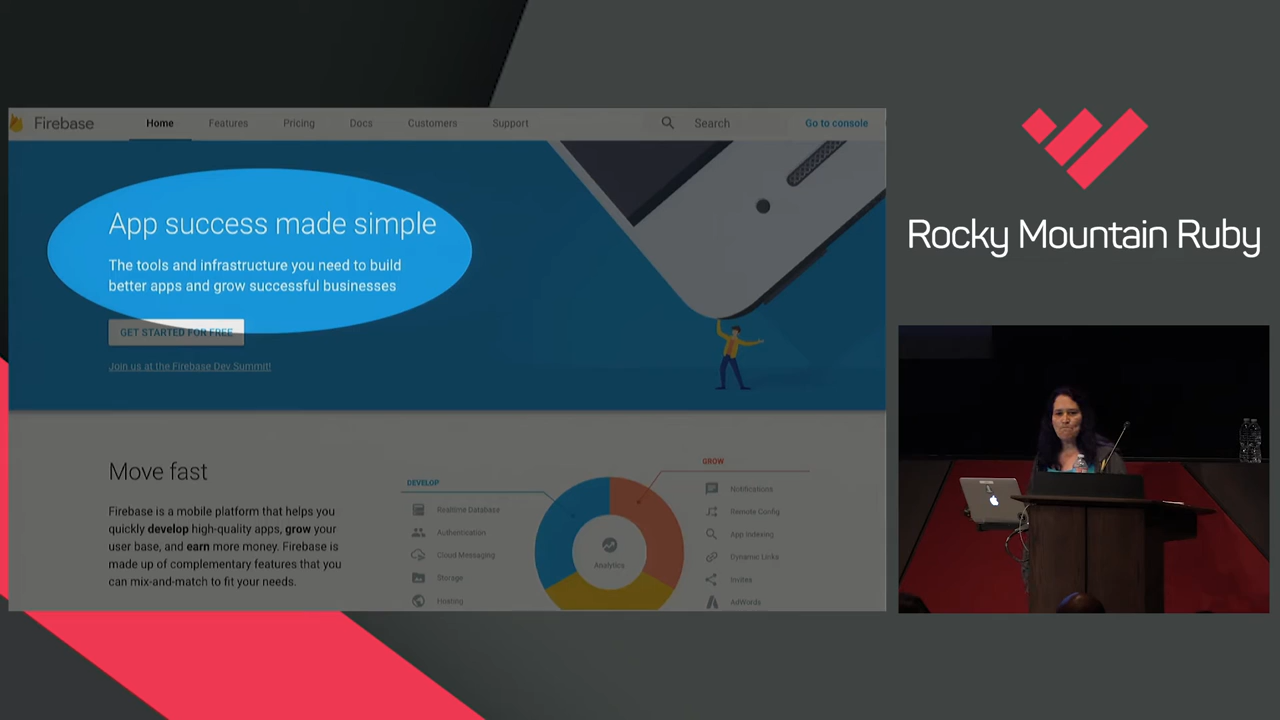 Firebase
Home
Features
Pricing
Docs
Customers
Support
Search
Go to console
App success made simple
The tools and infrastructure you need to build
better apps and grow successful businesses
GET STARTED FOR FREE
Join us at the Firebase Dev Summit!
Move fast
Firebase is a mobile platform that helps you
quickly develop high-quality apps, grow your
user base, and earn more money. Firebase is
made up of complementary features that you
can mix-and-match to fit your needs.
DEVELOP
Realtime Database
Authentication
Cloud Messaging
Storage
Hosting
Analytics
GROW
Notifications
Remote Config
App Indexing
Dynamic Links
Invites
AdWords
Rocky Mountain Ruby